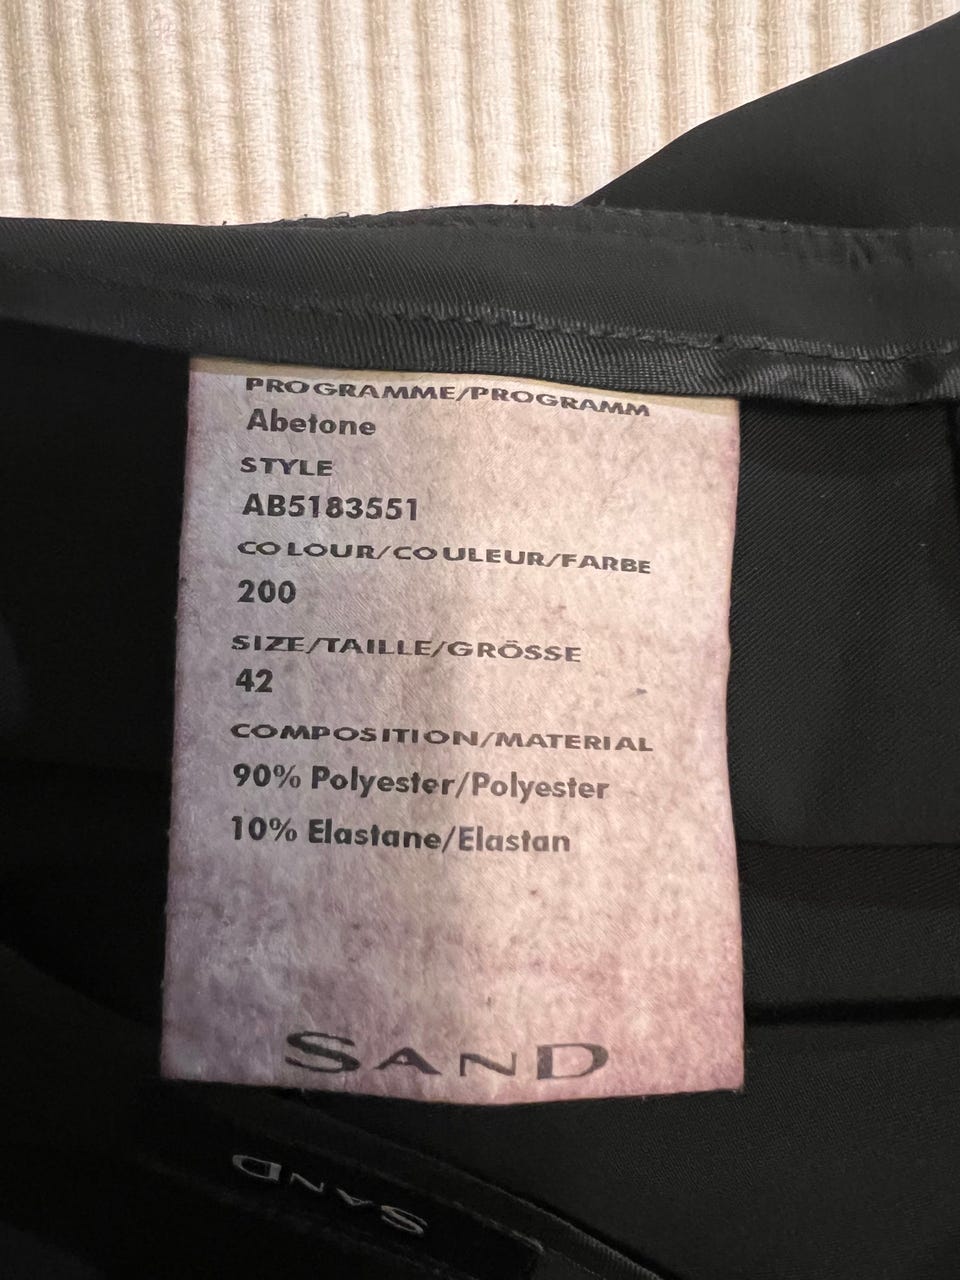 PROGRAMME/PROGRAMM
Abetone
STYLE
AB5183551
COLOUR/COULEUR/FARBE
200
SIZE/TAILLE/GRÖSSE
42
COMPOSITION/MATERIAL
90% Polyester/Polyester
10% Elastane/Elastan
SAND
SAND